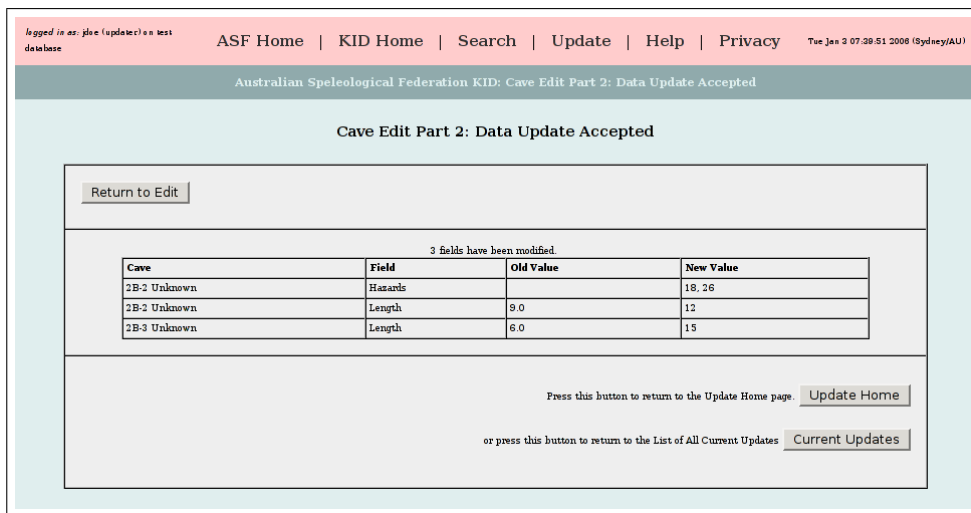 logged in as: jdoe (updater) on test
database
ASF Home | KID Home | Search | Update | Help | Privacy
Tue Jan 3 07:39:51 2006 (Sydney/AU)
Australian Speleological Federation KID: Cave Edit Part 2: Data Update Accepted
Cave Edit Part 2: Data Update Accepted
Return to Edit
3 fields have been modified.
Cave Field Old Value New Value
2B-2 Unknown Hazards 18, 26
2B-2 Unknown Length 9.0 12
2B-3 Unknown Length 6.0 15
Press this button to return to the Update Home page. Update Home
or press this button to return to the List of All Current Updates Current Updates